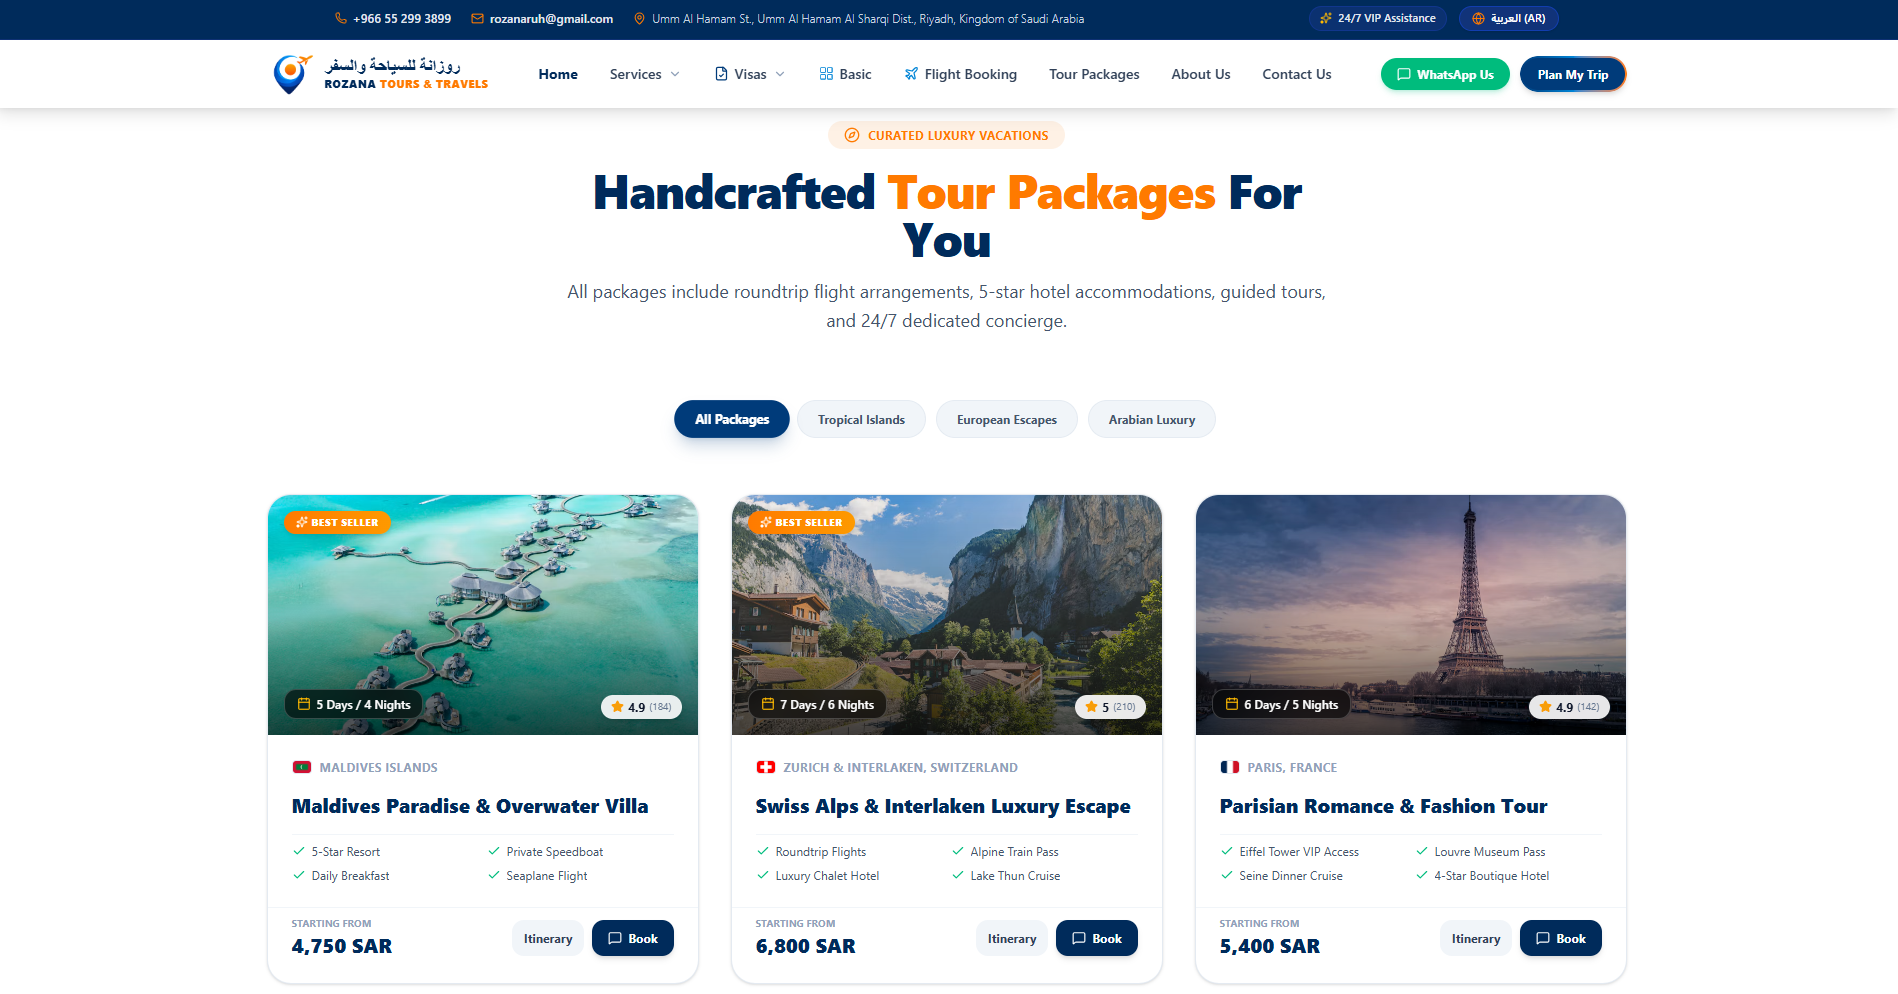 +966 55 299 3899
rozanaruh@gmail.com
Umm Al Hamam St., Umm Al Hamam Al Sharqi Dist., Riyadh, Kingdom of Saudi Arabia
24/7 VIP Assistance
العربية (AR)
روزانة للسياحة والسفر
ROZANA TOURS & TRAVELS
Home
Services
Visas
Basic
Flight Booking
Tour Packages
About Us
Contact Us
WhatsApp Us
Plan My Trip
CURATED LUXURY VACATIONS
Handcrafted Tour Packages For
You
All packages include roundtrip flight arrangements, 5-star hotel accommodations, guided tours,
and 24/7 dedicated concierge.
All Packages
Tropical Islands
European Escapes
Arabian Luxury
BEST SELLER
5 Days / 4 Nights
4.9 (184)
MALDIVES ISLANDS
Maldives Paradise & Overwater Villa
5-Star Resort
Private Speedboat
Daily Breakfast
Seaplane Flight
STARTING FROM
4,750 SAR
Itinerary
Book
BEST SELLER
7 Days / 6 Nights
5 (210)
ZURICH & INTERLAKEN, SWITZERLAND
Swiss Alps & Interlaken Luxury Escape
Roundtrip Flights
Alpine Train Pass
Luxury Chalet Hotel
Lake Thun Cruise
STARTING FROM
6,800 SAR
Itinerary
Book
6 Days / 5 Nights
4.9 (142)
PARIS, FRANCE
Parisian Romance & Fashion Tour
Eiffel Tower VIP Access
Louvre Museum Pass
Seine Dinner Cruise
4-Star Boutique Hotel
STARTING FROM
5,400 SAR
Itinerary
Book